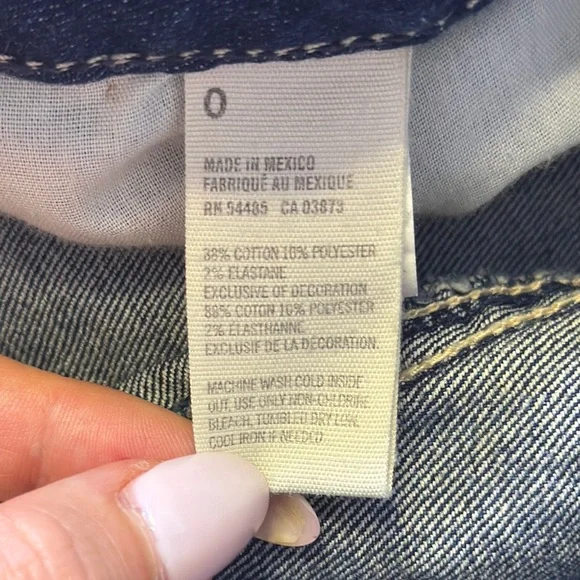 0
MADE IN MEXICO
FABRIQUÉ AU MEXIQUE
RN 54485 CA 03673
88% COTTON 10% POLYESTER
2% ELASTANE
EXCLUSIVE OF DECORATION
88% COTON 10% POLYESTER
2% ELASTHANNE
EXCLUSIF DE LA DECORATION.
MACHINE WASH COLD INSIDE
OUT, USE ONLY NON-CHLORINE
BLEACH, TUMBLED DRY LOW,
COOL IRON IF NEEDED